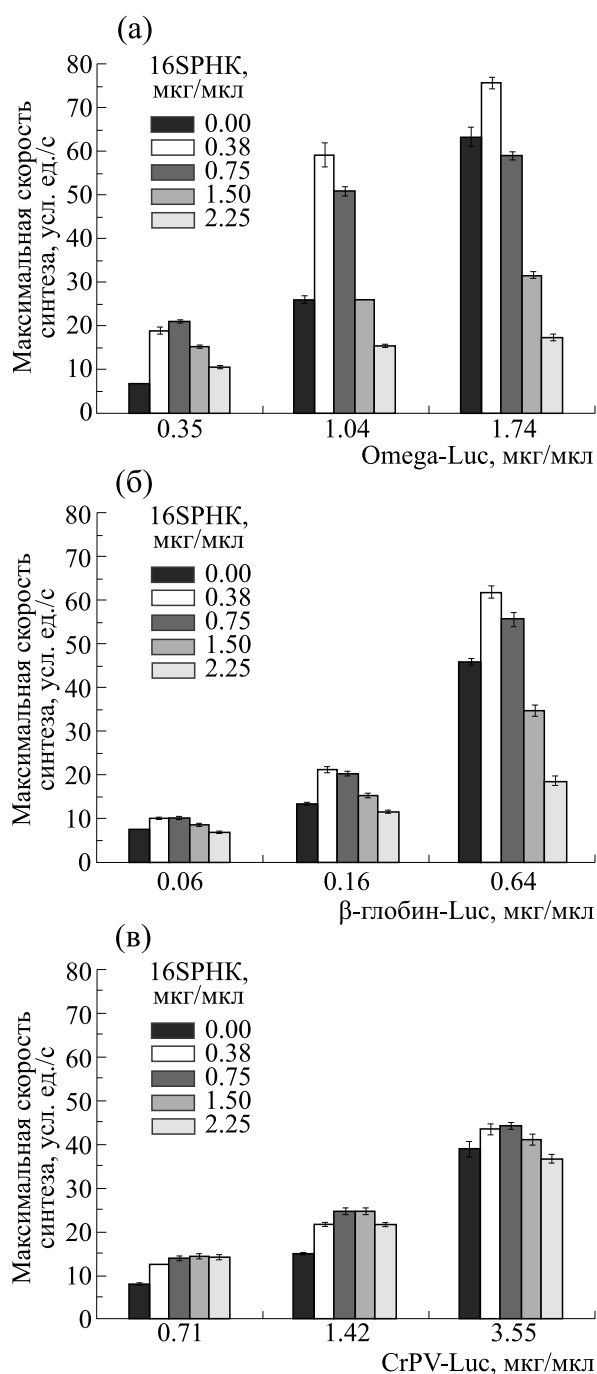 (а)
80
70
60
50
40
30
20
10
0
Максимальная скорость
синтеза, усл. ед./с
16SРНК,
мкг/мкл
0.00
0.38
0.75
1.50
2.25
0.35
1.04
1.74
Omega-Luc, мкг/мкл
(б)
80
70
60
50
40
30
20
10
0
Максимальная скорость
синтеза, усл. ед./с
16SРНК,
мкг/мкл
0.00
0.38
0.75
1.50
2.25
0.06
0.16
0.64
β-глобин-Luc, мкг/мкл
(в)
80
70
60
50
40
30
20
10
0
Максимальная скорость
синтеза, усл. ед./с
16SРНК,
мкг/мкл
0.00
0.38
0.75
1.50
2.25
0.71
1.42
3.55
CrPV-Luc, мкг/мкл